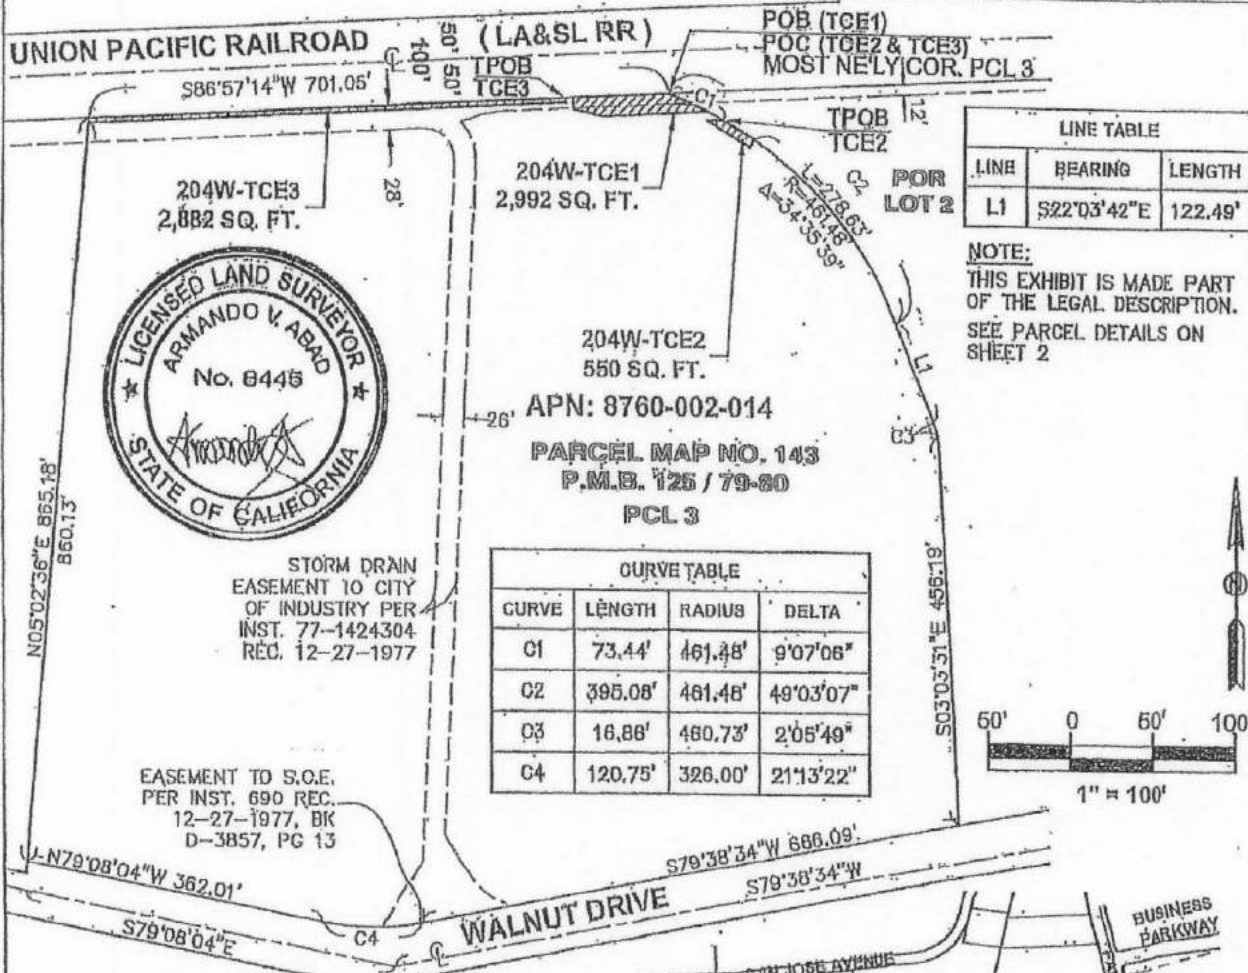 UNION PACIFIC RAILROAD
50' 50'
100'
(LA&SL RR)
POB (TCE1)
POC (TCE2 & TCE3)
MOST NE'LY COR. PCL 3
S86°57'14"W 701.05'
TPOB
TCE3
C1
12'
TPOB
TCE2
28'
204W-TCE3
2,882 SQ. FT.
204W-TCE1
2,992 SQ. FT.
C2
L=278.63'
R=461.48'
Δ=34°35'39"
POR
LOT 2
LINE TABLE
LINE BEARING LENGTH
L1 S22°03'42"E 122.49'
NOTE:
THIS EXHIBIT IS MADE PART
OF THE LEGAL DESCRIPTION.
SEE PARCEL DETAILS ON
SHEET 2
LICENSED LAND SURVEYOR
ARMANDO V. ABAD
No. 8445
STATE OF CALIFORNIA
204W-TCE2
550 SQ. FT.
L1
C3
26'
APN: 8760-002-014
PARCEL MAP NO. 143
P.M.B. 125 / 79-80
PCL 3
N05°02'36"E 865.18'
860.13'
STORM DRAIN
EASEMENT TO CITY
OF INDUSTRY PER
INST. 77-1424304
REC. 12-27-1977
CURVE TABLE
CURVE LENGTH RADIUS DELTA
C1 73.44' 461.48' 9°07'06"
C2 395.08' 461.48' 49°03'07"
C3 16.86' 460.73' 2°05'49"
C4 120.75' 326.00' 21°13'22"
S03°03'31"E 456.19'
50' 0 50' 100
1" = 100'
EASEMENT TO S.C.E.
PER INST. 690 REC.
12-27-1977, BK
D-3857, PG 13
N79°08'04"W 362.01'
S79°08'04"E
C4
WALNUT DRIVE
S79°38'34"W 686.09'
S79°38'34"W
SAN JOSE AVENUE
BUSINESS
PARKWAY